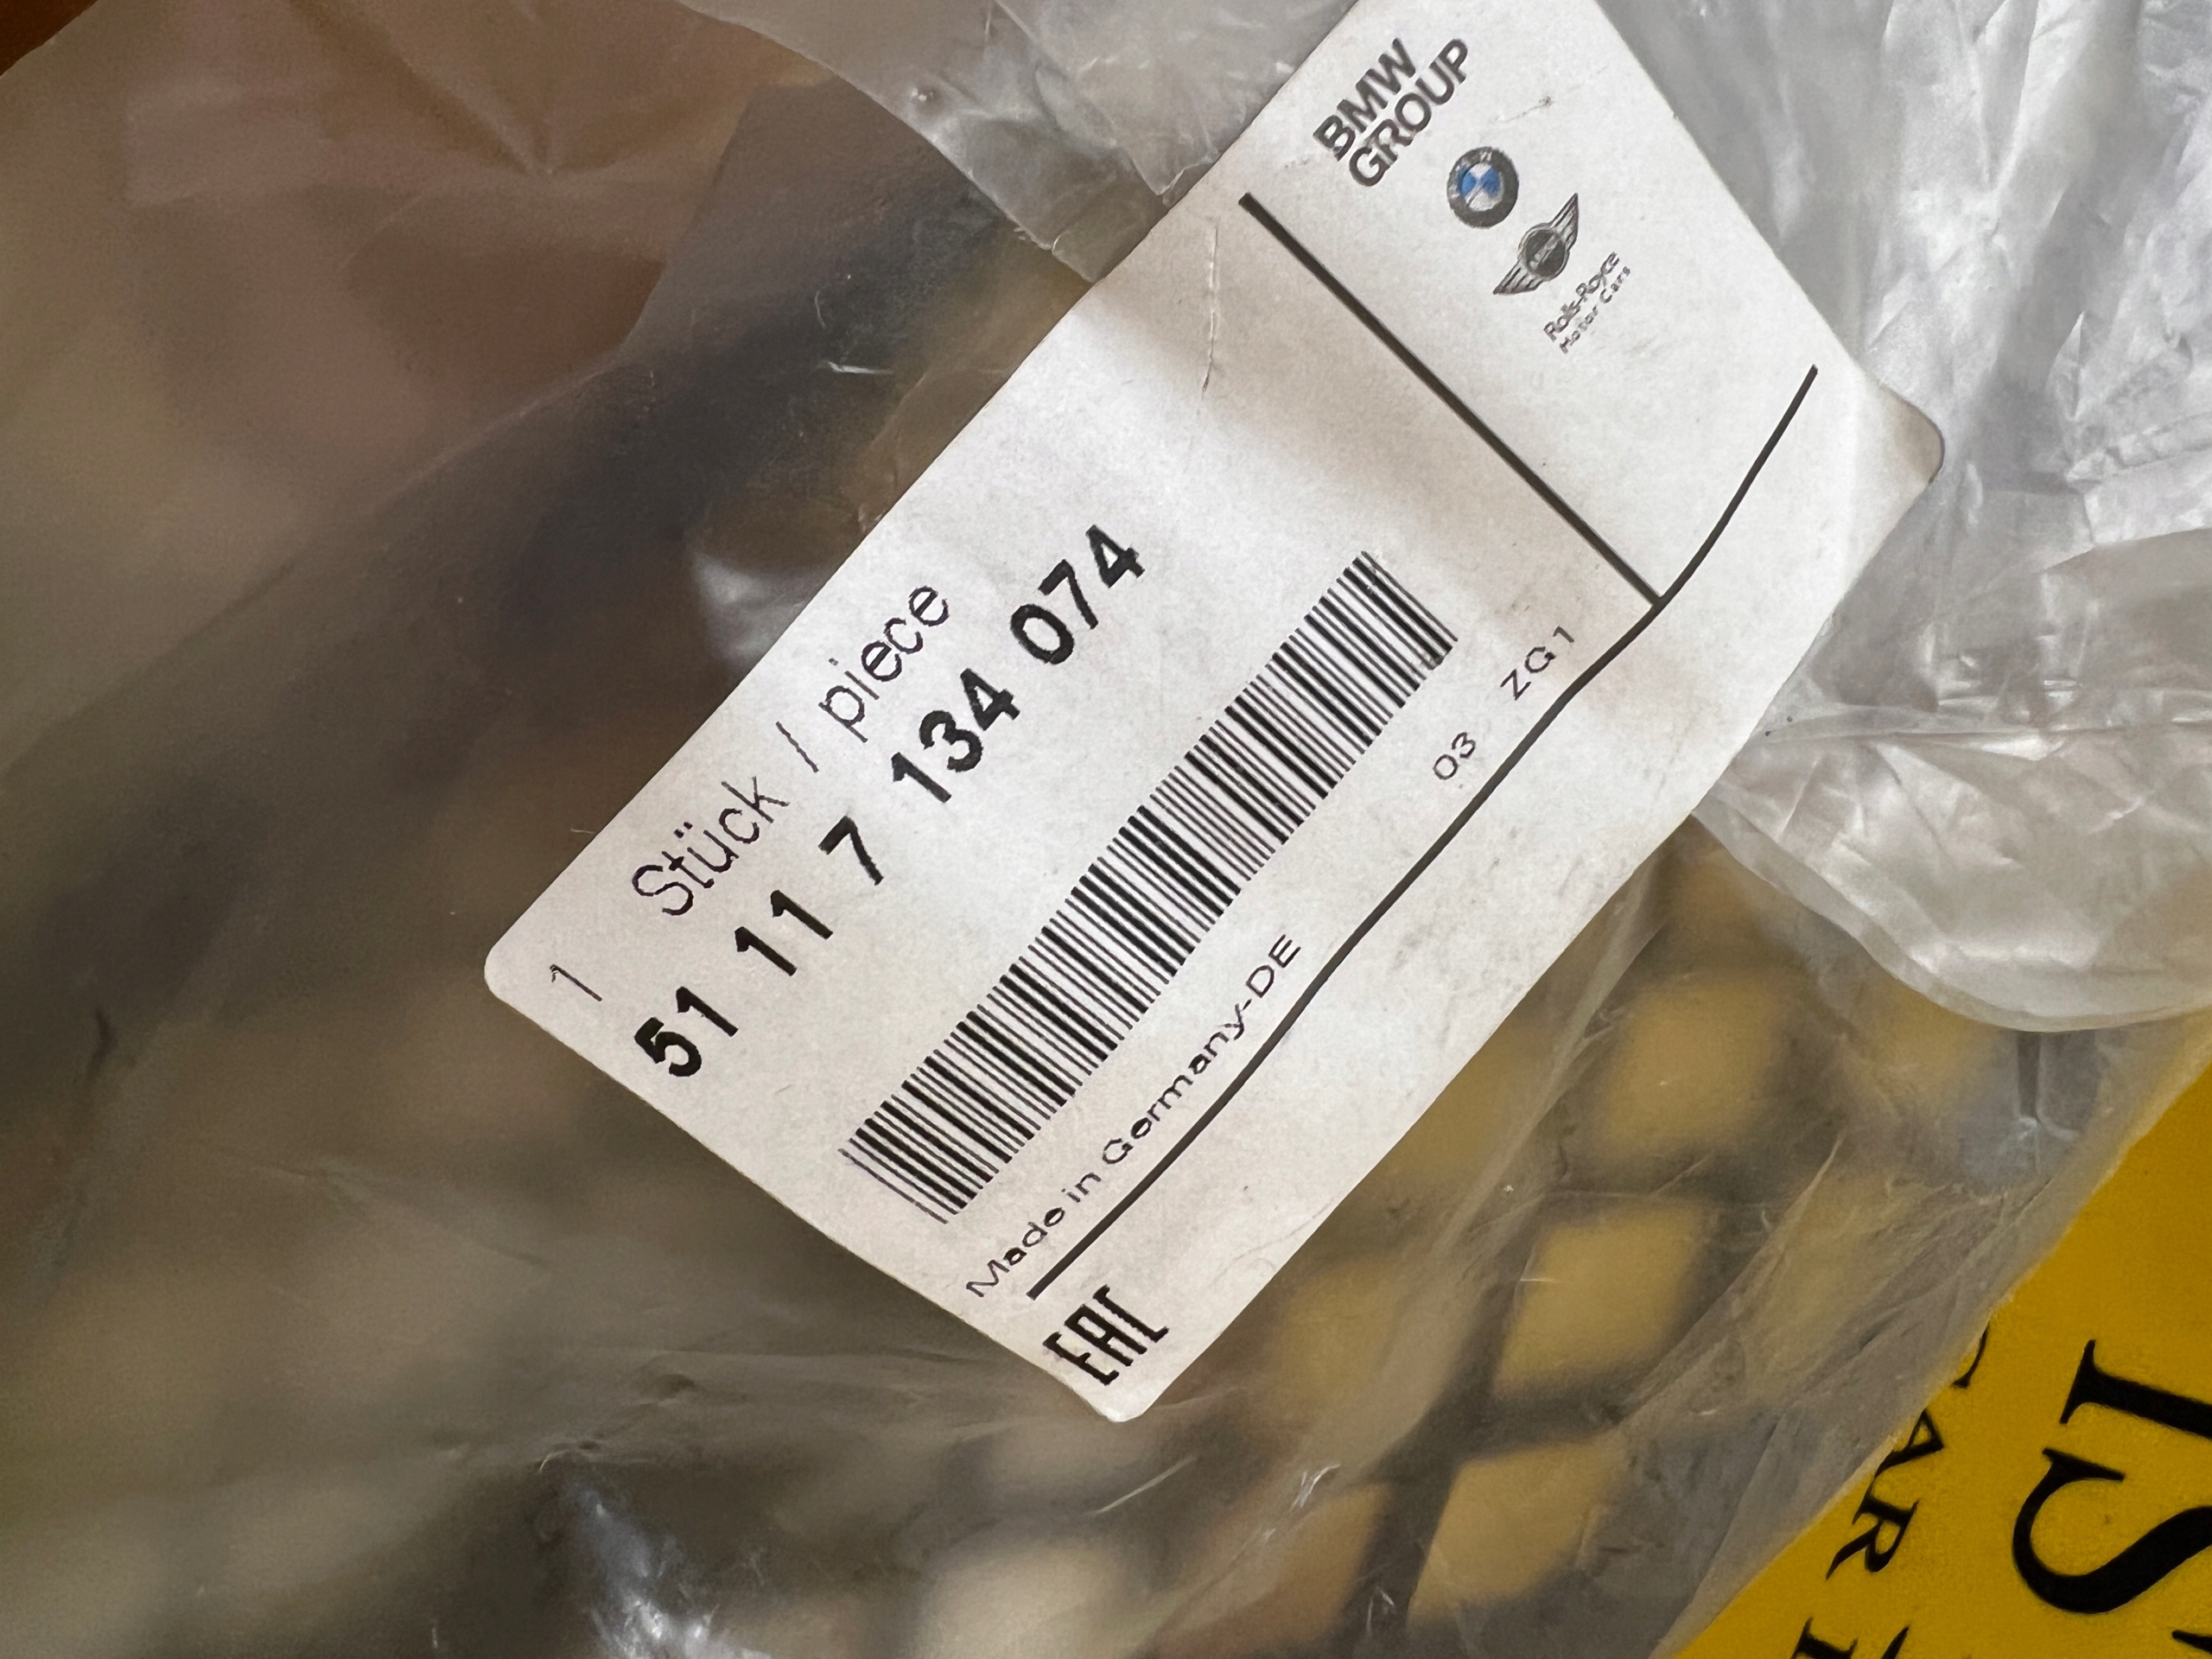 BMW
GROUP
Rolls-Royce
Motor Cars
1 Stück / piece
51 11 7 134 074
03 ZG1
Made in Germany-DE
EAC